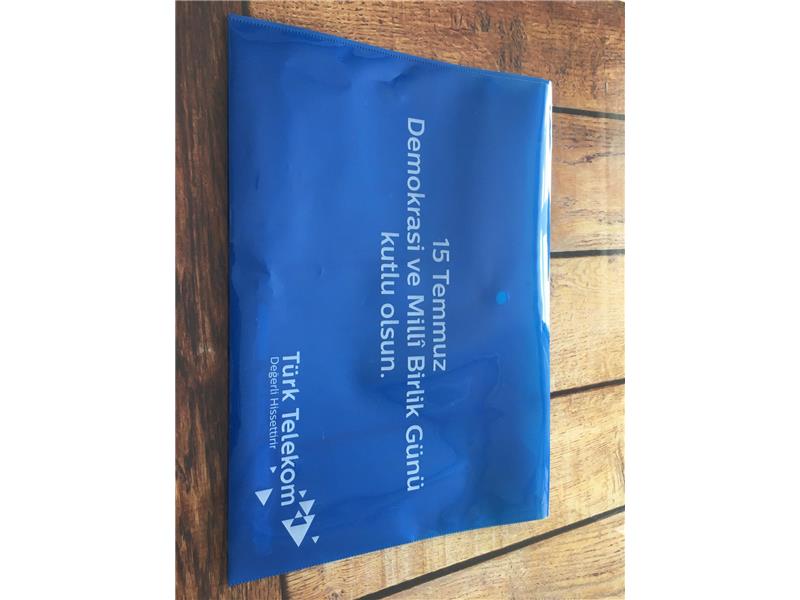 15 Temmuz
Demokrasi ve Millî Birlik Günü
kutlu olsun.
Türk Telekom
Değerli Hissettirir